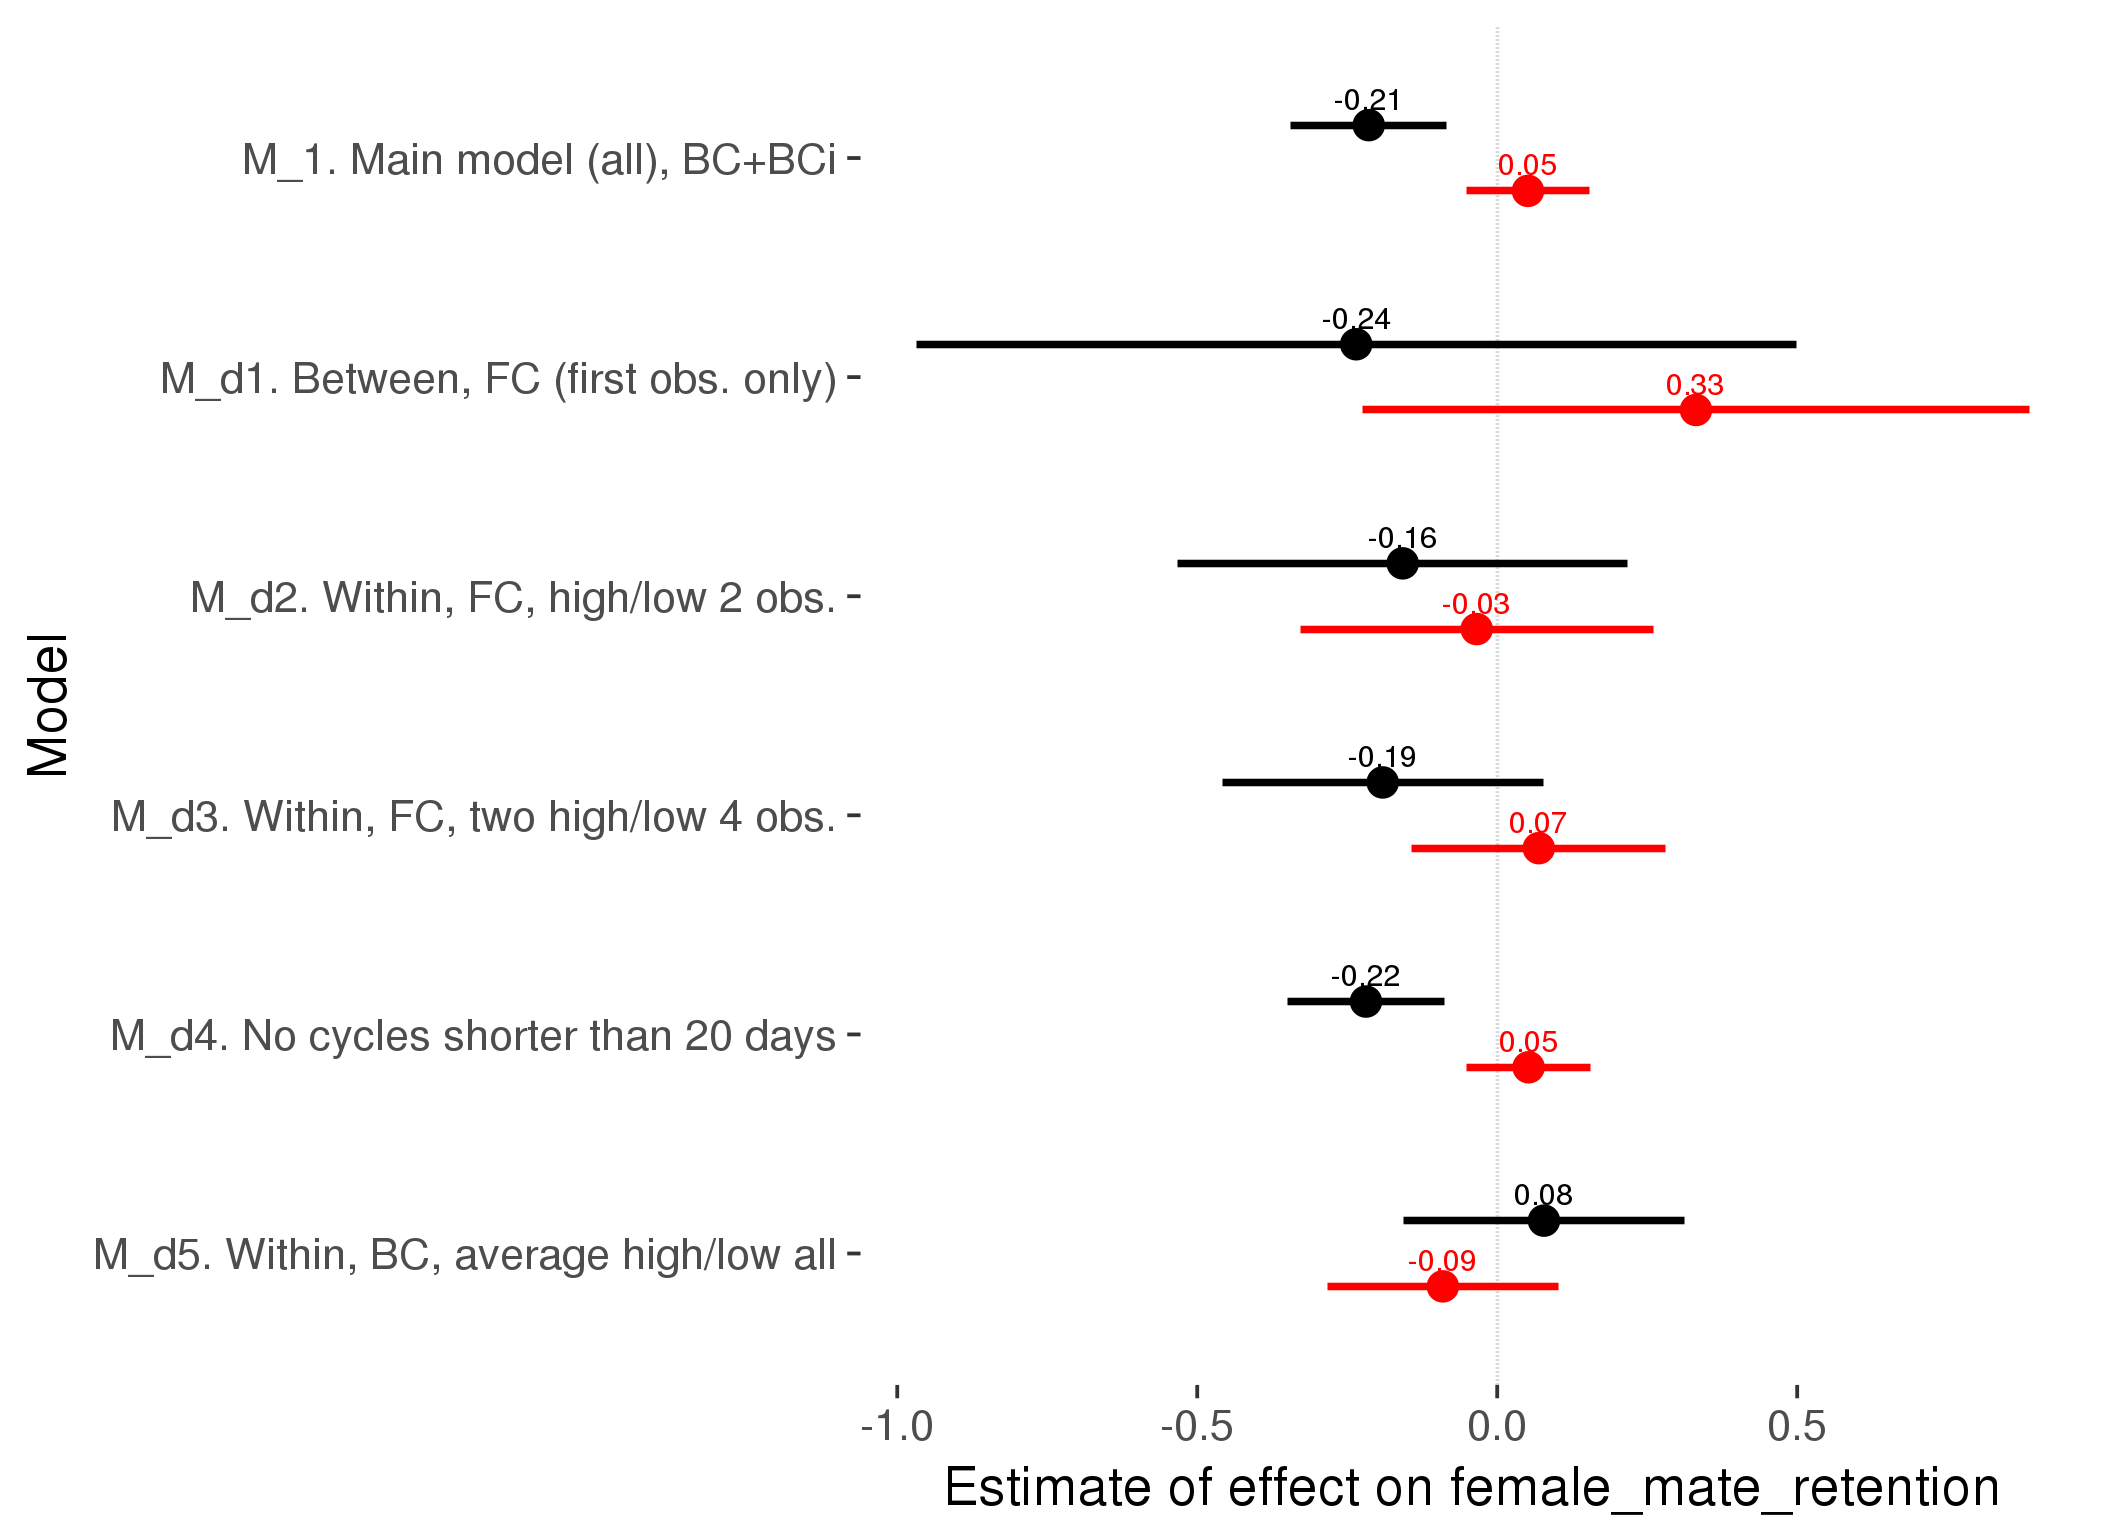 -0.21
M_1. Main model (all), BC+BCi
0.05
-0.24
M_d1. Between, FC (first obs. only)
0.33
-0.16
M_d2. Within, FC, high/low 2 obs.
-0.03
Model
-0.19
M_d3. Within, FC, two high/low 4 obs.
0.07
-0.22
M_d4. No cycles shorter than 20 days
0.05
0.08
M_d5. Within, BC, average high/low all
-0.09
-1.0 -0.5 0.0 0.5
Estimate of effect on female_mate_retention